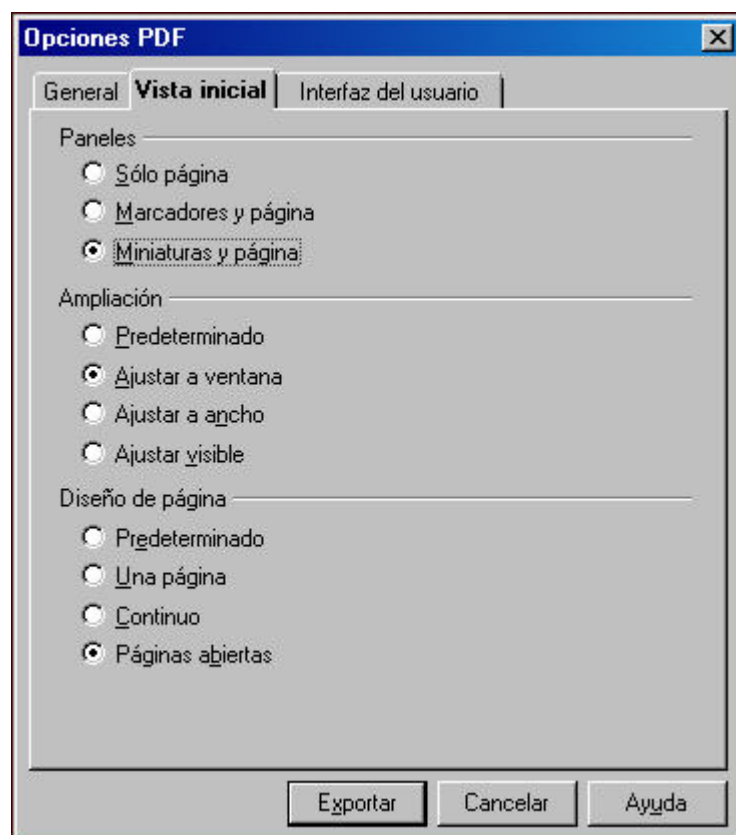 Opciones PDF
General Vista inicial Interfaz del usuario
Paneles
Sólo página
Marcadores y página
Miniaturas y página
Ampliación
Predeterminado
Ajustar a ventana
Ajustar a ancho
Ajustar visible
Diseño de página
Predeterminado
Una página
Continuo
Páginas abiertas
Exportar Cancelar Ayuda